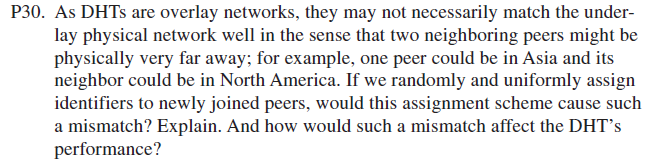 P30. As DHTs are overlay networks, they may not necessarily match the under-
lay physical network well in the sense that two neighboring peers might be
physically very far away; for example, one peer could be in Asia and its
neighbor could be in North America. If we randomly and uniformly assign
identifiers to newly joined peers, would this assignment scheme cause such
a mismatch? Explain. And how would such a mismatch affect the DHT’s
performance?